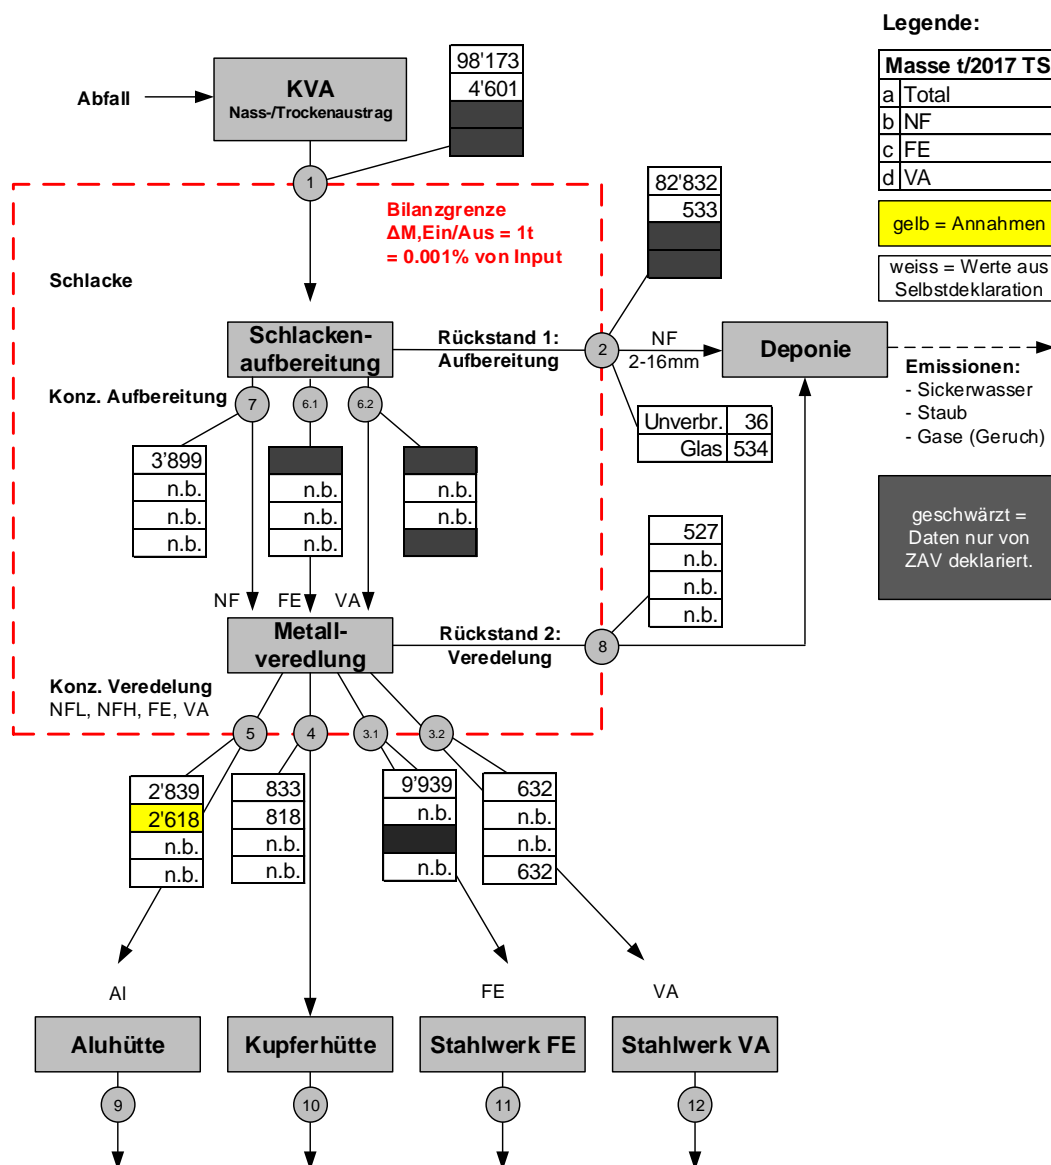 Legende:
Masse t/2017 TS
a Total
b NF
c FE
d VA
gelb = Annahmen
weiss = Werte aus
Selbstdeklaration
Abfall
KVA
Nass-/Trockenaustrag
98'173
4'601
1
Bilanzgrenze
ΔM,Ein/Aus = 1t
= 0.001% von Input
82'832
533
Schlacke
Schlacken-
aufbereitung
Rückstand 1:
Aufbereitung
2
NF
2-16mm
Deponie
Emissionen:
- Sickerwasser
- Staub
- Gase (Geruch)
Konz. Aufbereitung
7
6.1
6.2
Unverbr. 36
Glas 534
3'899
n.b.
n.b.
n.b.
n.b.
n.b.
n.b.
n.b.
n.b.
geschwärzt =
Daten nur von
ZAV deklariert.
527
n.b.
n.b.
n.b.
NF
FE
VA
Metall-
veredlung
Rückstand 2:
Veredelung
8
Konz. Veredelung
NFL, NFH, FE, VA
5
4
3.1
3.2
2'839
2'618
n.b.
n.b.
833
818
n.b.
n.b.
9'939
n.b.
n.b.
632
n.b.
n.b.
632
Al
FE
VA
Aluhütte
Kupferhütte
Stahlwerk FE
Stahlwerk VA
9
10
11
12